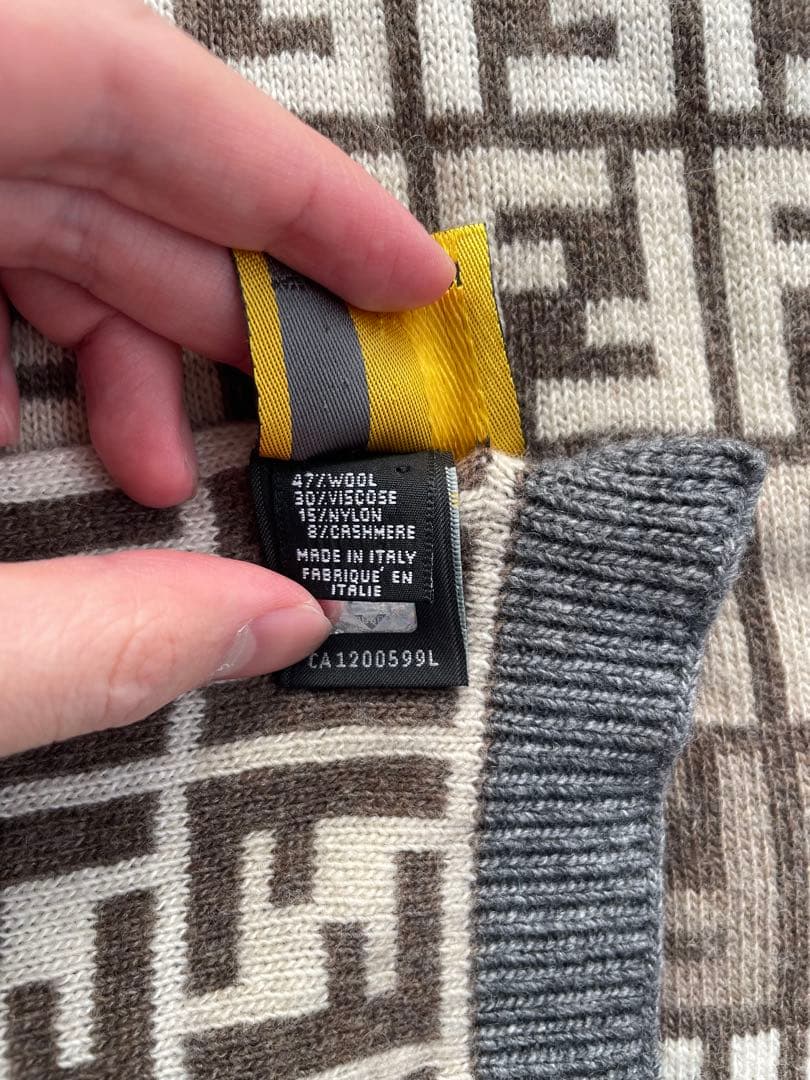 47%WOOL
30%VISCOSE
15%NYLON
8%CASHMERE
MADE IN ITALY
FABRIQUE' EN
ITALIE
CA1200599L